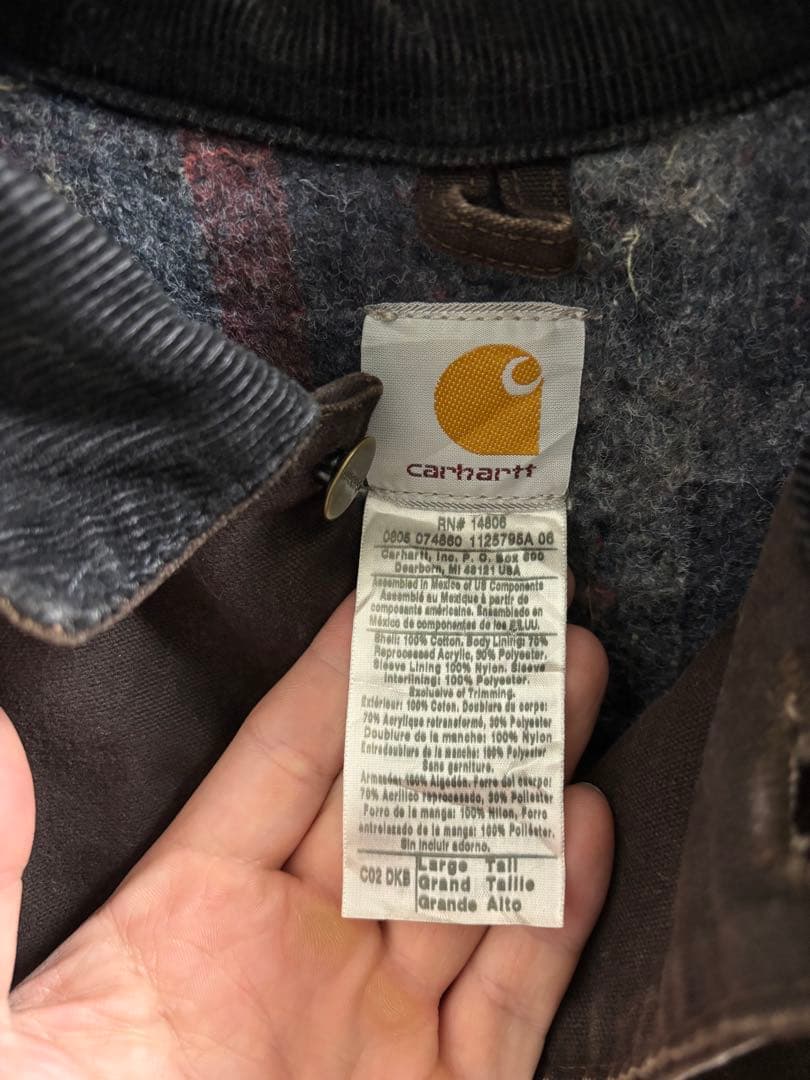 carhartt
RN# 14806
0805 074860 1125795A 06
Carhartt, Inc. P. O. Box 600
Dearborn, MI 48121 USA
Assembled in Mexico of US Components
Assemblé au Mexique à partir de
composants américains. Ensamblado en
México de componentes de los EE.UU.
Shell: 100% Cotton. Body Lining: 70%
Reprocessed Acrylic, 30% Polyester.
Sleeve Lining 100% Nylon. Sleeve
Interlining: 100% Polyester.
Exclusive of Trimming.
Extérieur: 100% Coton. Doublure du corps:
70% Acrylique retransformé, 30% Polyester
Doublure de la manche: 100% Nylon
Entredoublure de la manche: 100% Polyester
Sans garniture.
Armazón: 100% Algodón. Forro del cuerpo:
70% Acrílico reprocesado, 30% Poliester
Forro de la manga: 100% Nilon, Forro
entrelazado de la manga: 100% Poliéster.
Sin incluir adorno.
C02 DKB
Large Tall
Grand Taille
Grande Alto